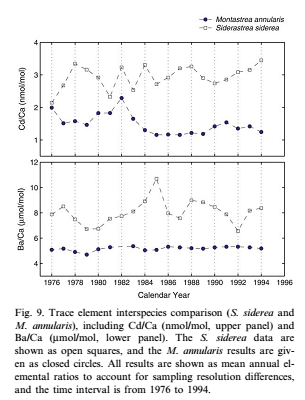 Montastrea annularis
Siderastrea siderea
4
3
2
1
Cd/Ca (nmol/mol)
12
10
8
6
4
Ba/Ca (μmol/mol)
1976 1978 1980 1982 1984 1986 1988 1990 1992 1994 1996
Calendar Year
Fig. 9. Trace element interspecies comparison (S. siderea and
M. annularis), including Cd/Ca (nmol/mol, upper panel) and
Ba/Ca (μmol/mol, lower panel). The S. siderea data are
shown as open squares, and the M. annularis results are giv-
en as closed circles. All results are shown as mean annual el-
emental ratios to account for sampling resolution differences,
and the time interval is from 1976 to 1994.